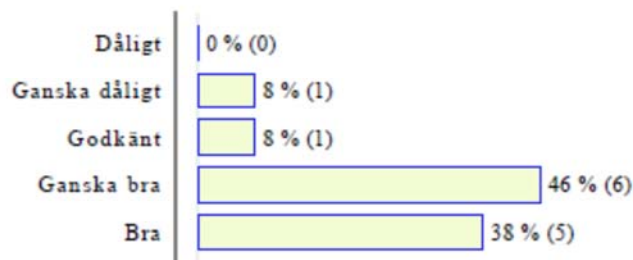 Dåligt 0 % (0)
Ganska dåligt 8 % (1)
Godkänt 8 % (1)
Ganska bra 46 % (6)
Bra 38 % (5)